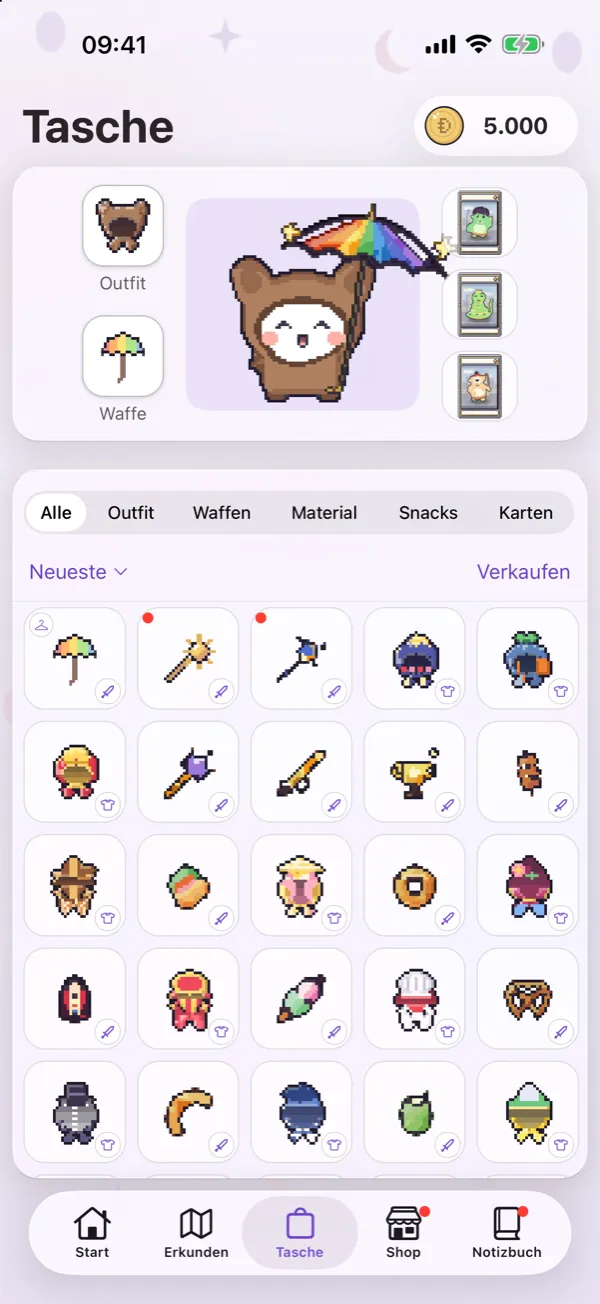 09:41
Tasche
5.000
Outfit
Waffe
Alle Outfit Waffen Material Snacks Karten
Neueste Verkaufen
Start Erkunden Tasche Shop Notizbuch